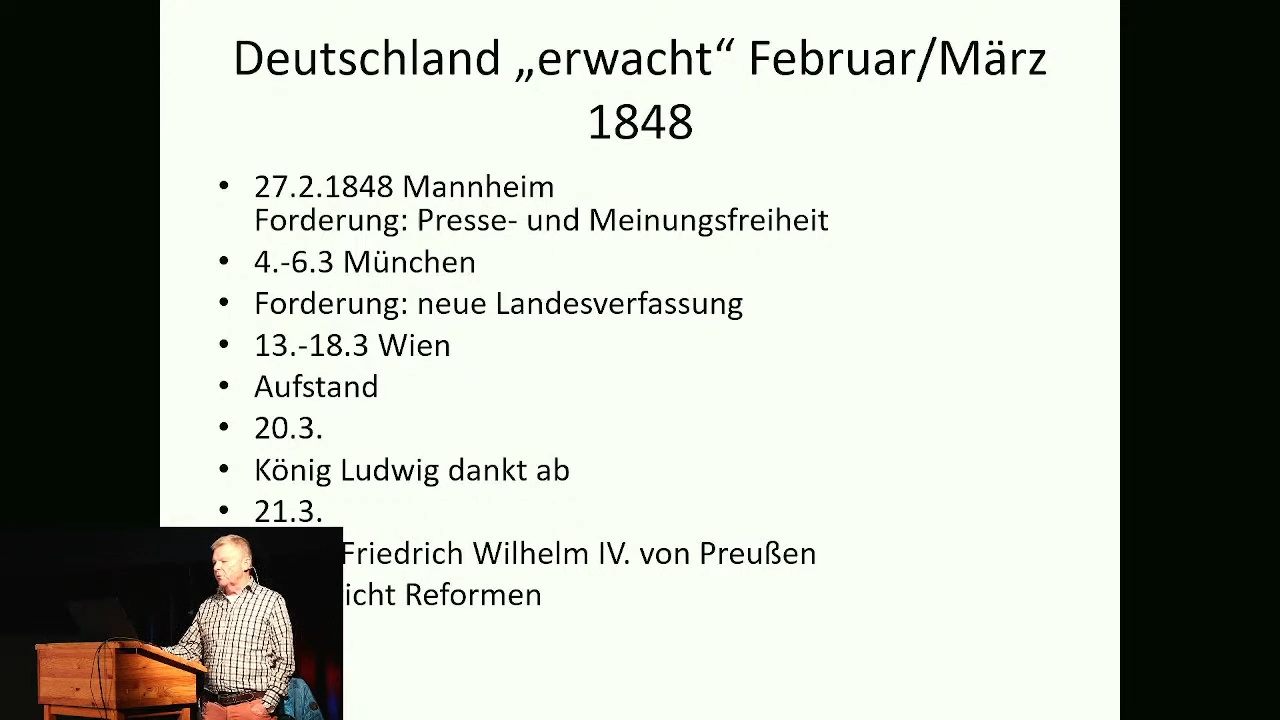 Deutschland „erwacht“ Februar/März
1848
• 27.2.1848 Mannheim
Forderung: Presse- und Meinungsfreiheit
• 4.-6.3 München
• Forderung: neue Landesverfassung
• 13.-18.3 Wien
• Aufstand
• 20.3.
• König Ludwig dankt ab
• 21.3.
Friedrich Wilhelm IV. von Preußen
icht Reformen